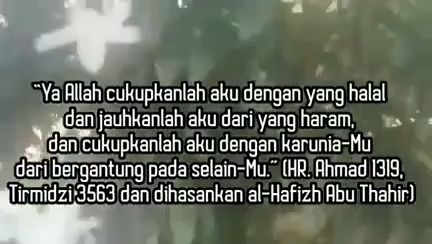 "Ya Allah cukupkanlah aku dengan yang halal
dan jauhkanlah aku dari yang haram,
dan cukupkanlah aku dengan karunia-Mu
dari bergantung pada selain-Mu." (HR. Ahmad 1319,
Tirmidzi 3563 dan dihasankan al-Hafizh Abu Thahir)